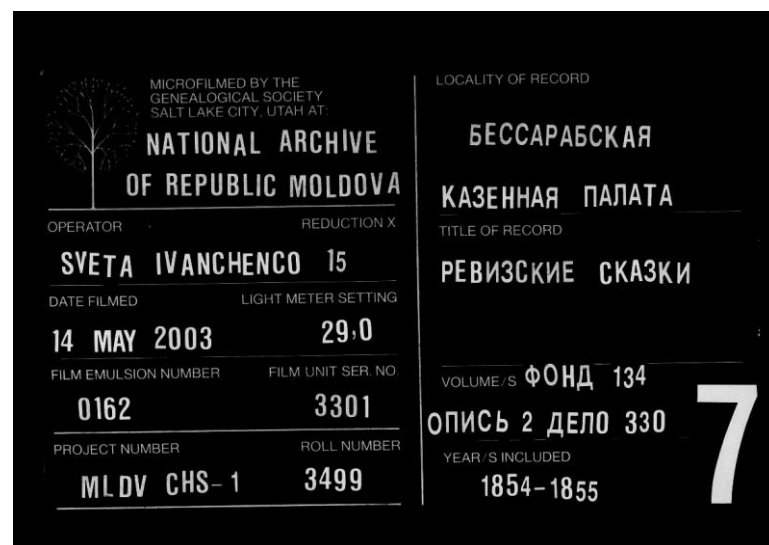 MICROFILMED BY THE
GENEALOGICAL SOCIETY
SALT LAKE CITY, UTAH AT:
NATIONAL ARCHIVE
OF REPUBLIC MOLDOVA
OPERATOR REDUCTION X
SVETA IVANCHENCO 15
DATE FILMED LIGHT METER SETTING
14 MAY 2003 29,0
FILM EMULSION NUMBER FILM UNIT SER. NO.
0162 3301
PROJECT NUMBER ROLL NUMBER
MLDV CHS-1 3499
LOCALITY OF RECORD
БЕССАРАБСКАЯ
КАЗЕННАЯ ПАЛАТА
TITLE OF RECORD
РЕВИЗСКИЕ СКАЗКИ
VOLUME/S ФОНД 134
ОПИСЬ 2 ДЕЛО 330
YEAR/S INCLUDED
1854-1855
7